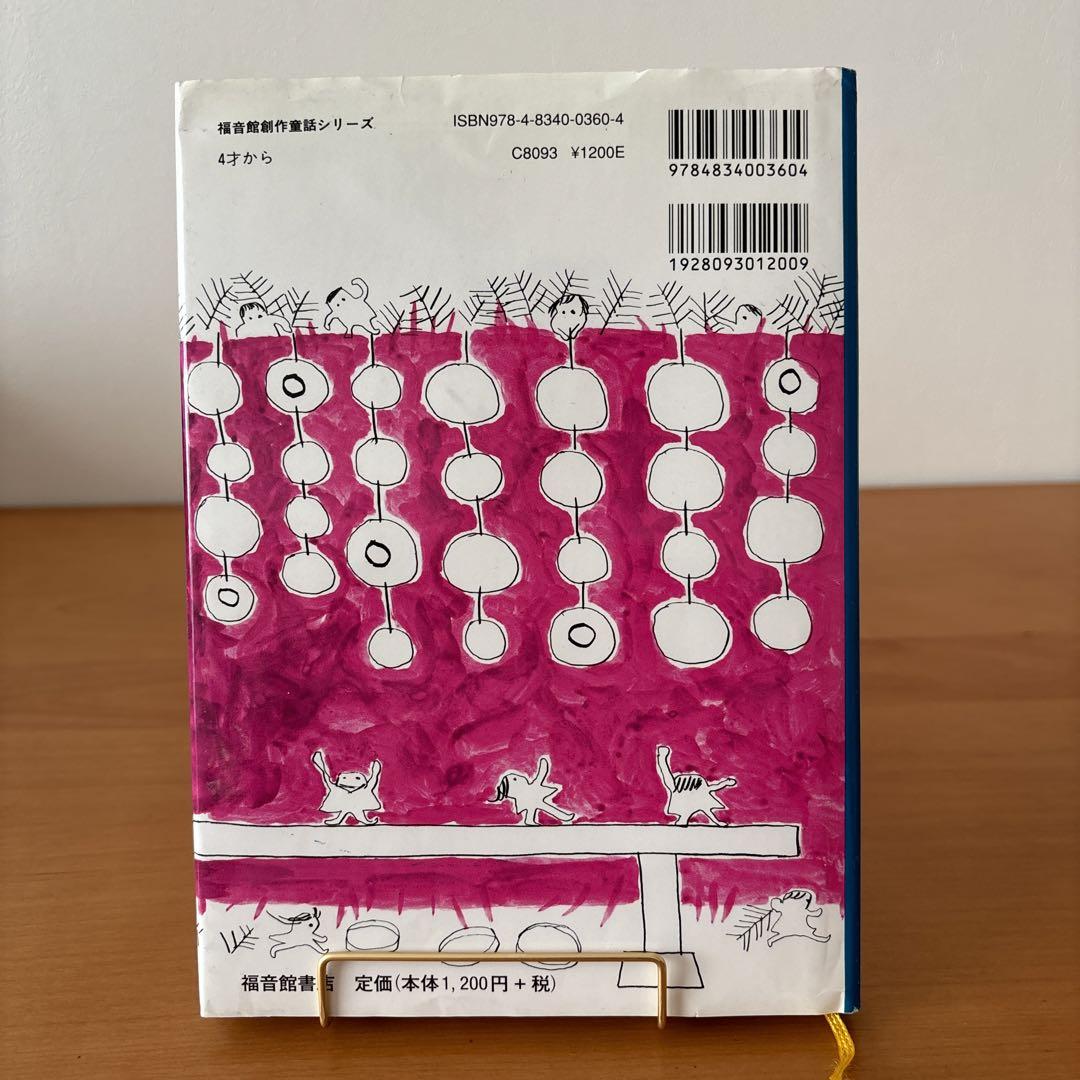 福音館創作童話シリーズ
4才から
ISBN978-4-8340-0360-4
C8093 ¥1200E
9784834003604
1928093012009
福音館書店 定価(本体1,200円+税)